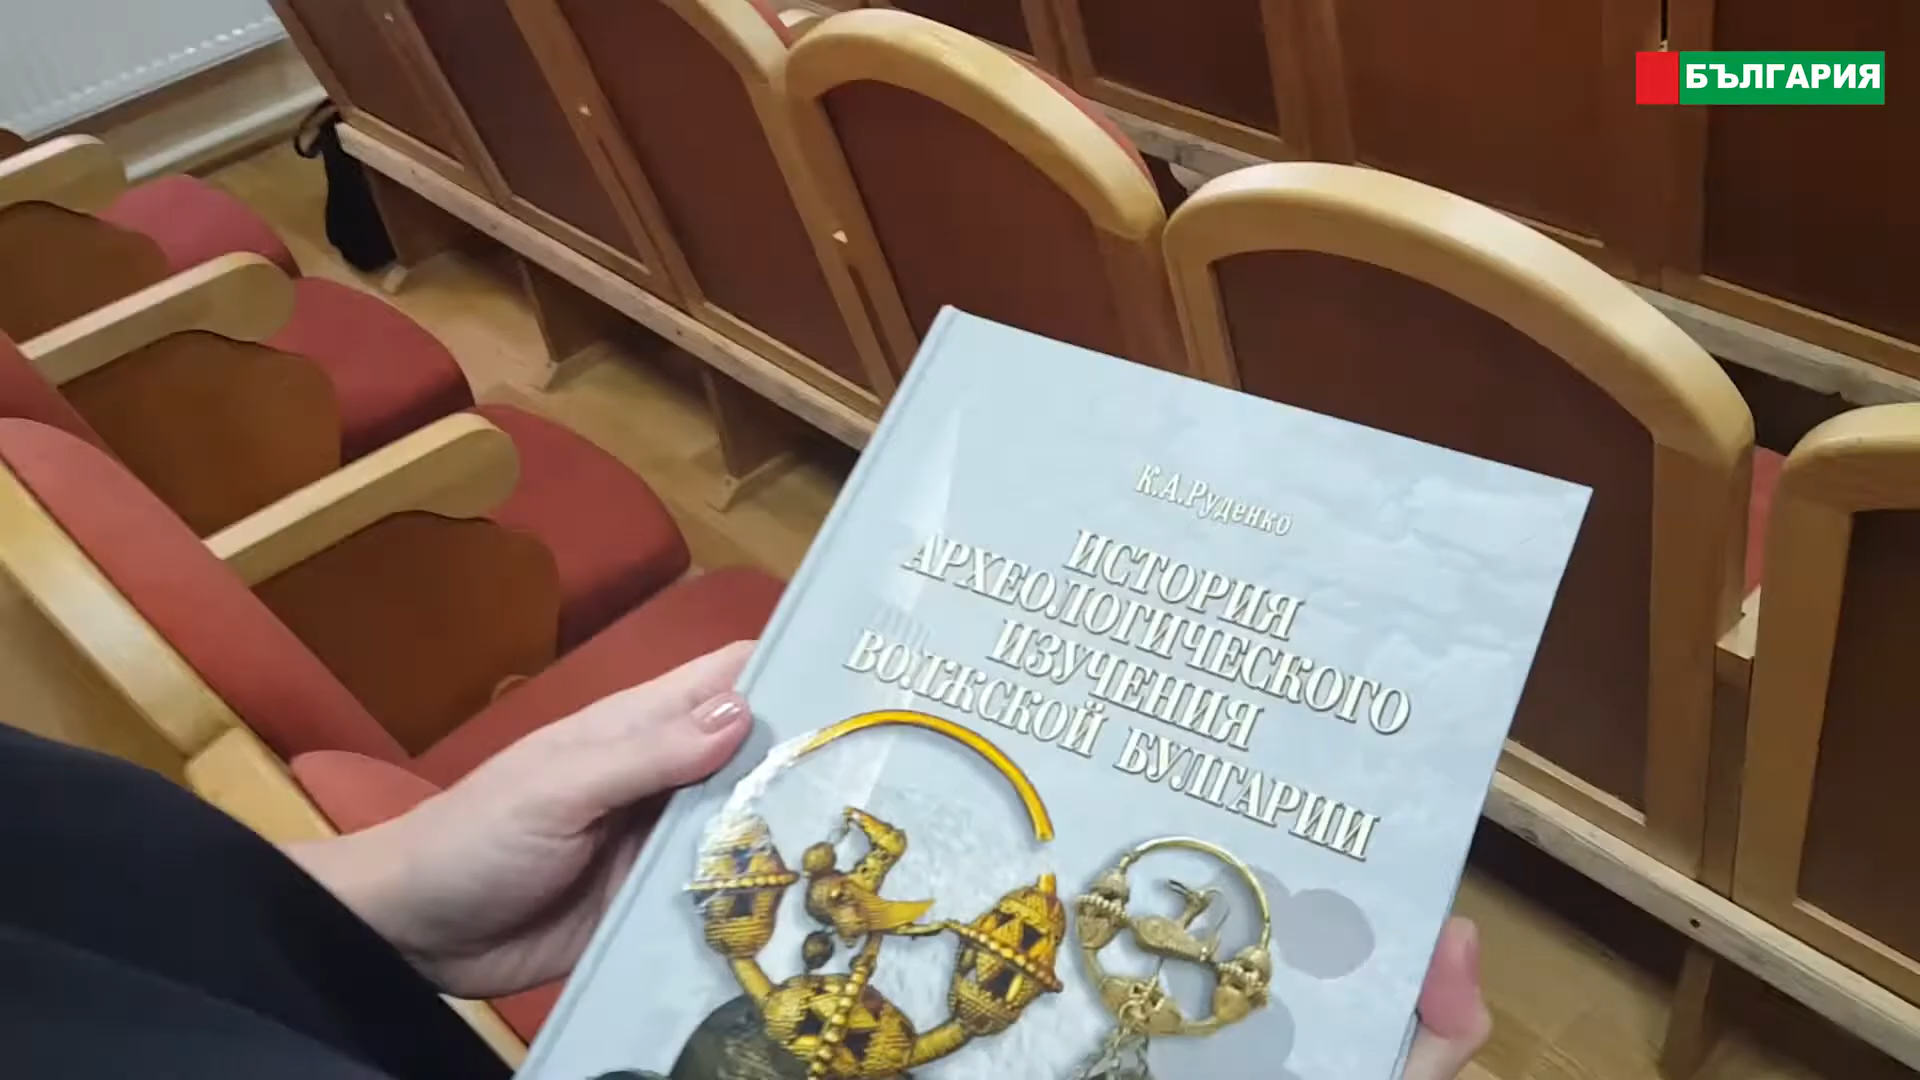 БЪЛГАРИЯ
К.А.Руденко
ИСТОРИЯ
АРХЕОЛОГИЧЕСКОГО
ИЗУЧЕНИЯ
ВОЛЖСКОЙ БУЛГАРИИ